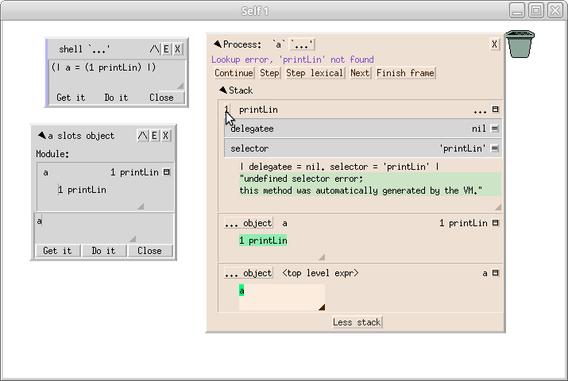 Self 1
shell `...' E X
(| a = (1 printLin) |)
Get it Do it Close
a slots object E X
Module:
a 1 printLin
1 printLin
a
Get it Do it Close
Process: `a` `...' X
Lookup error, 'printLin' not found
Continue Step Step lexical Next Finish frame
Stack
1 printLin ...
delegatee nil
selector 'printLin'
| delegatee = nil. selector = 'printLin' |
"undefined selector error;
this method was automatically generated by the VM."
... object a 1 printLin
1 printLin
... object <top level expr> a
a
Less stack